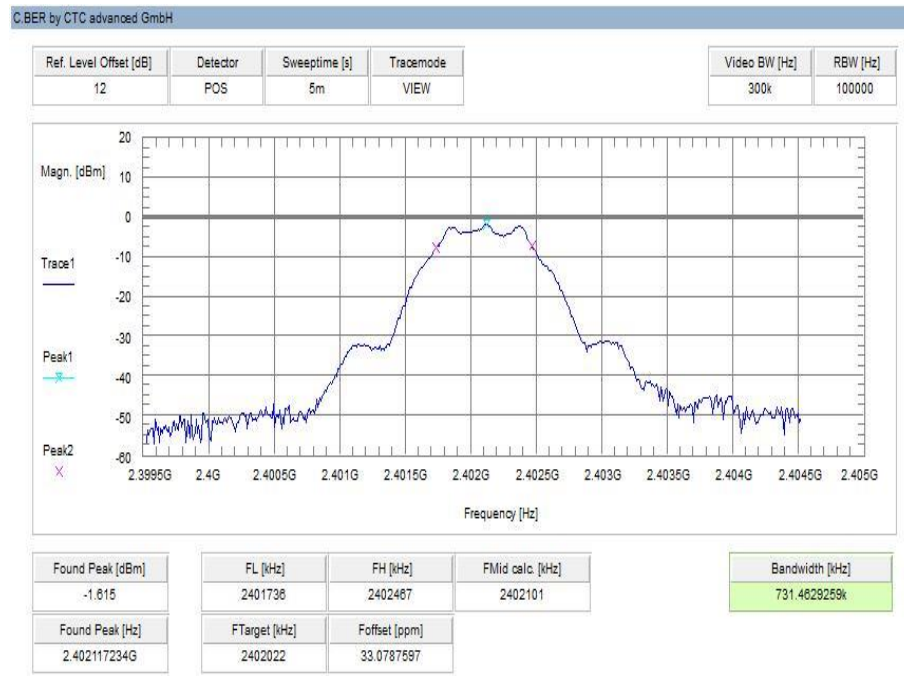 C.BER by CTC advanced GmbH
Ref. Level Offset [dB] Detector Sweeptime [s] Tracemode Video BW [Hz] RBW [Hz]
12 POS 5m VIEW 300k 100000
20
Magn. [dBm] 10
0
-10
Trace1
-20
-30
Peak1
-40
-50
Peak2
-60
2.3995G 2.4G 2.4005G 2.401G 2.4015G 2.402G 2.4025G 2.403G 2.4035G 2.404G 2.4045G 2.405G
Frequency [Hz]
Found Peak [dBm] FL [kHz] FH [kHz] FMid calc. [kHz] Bandwidth [kHz]
-1.615 2401736 2402467 2402101 731.4629259k
Found Peak [Hz] FTarget [kHz] Foffset [ppm]
2.402117234G 2402022 33.0787597